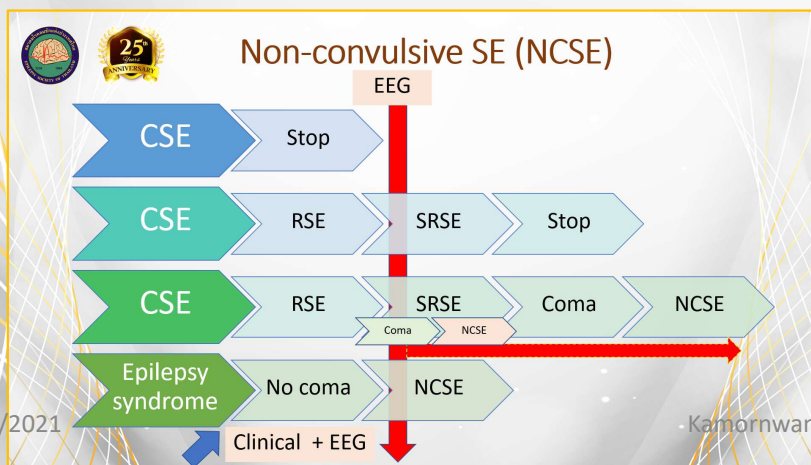 25th
Years
ANNIVERSARY
Non-convulsive SE (NCSE)
EEG
CSE
Stop
CSE
RSE
SRSE
Stop
CSE
RSE
SRSE
Coma
NCSE
Coma
NCSE
Epilepsy
syndrome
No coma
NCSE
/2021
Kamornwan
Clinical + EEG